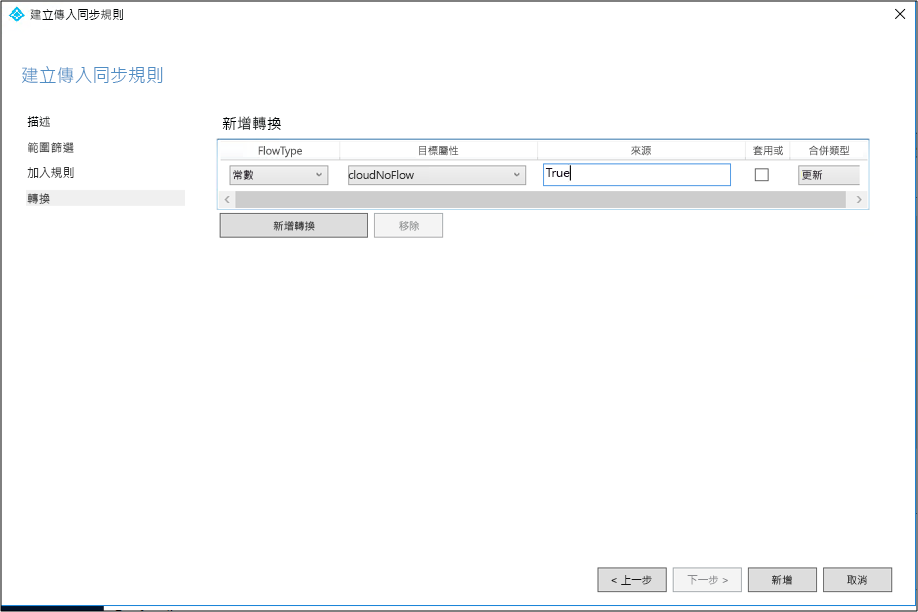 建立傳入同步規則
建立傳入同步規則
描述
範圍篩選
加入規則
轉換
新增轉換
FlowType 目標屬性 來源 套用或 合併類型
常數 cloudNoFlow True 更新
新增轉換 移除
< 上一步 下一步 > 新增 取消